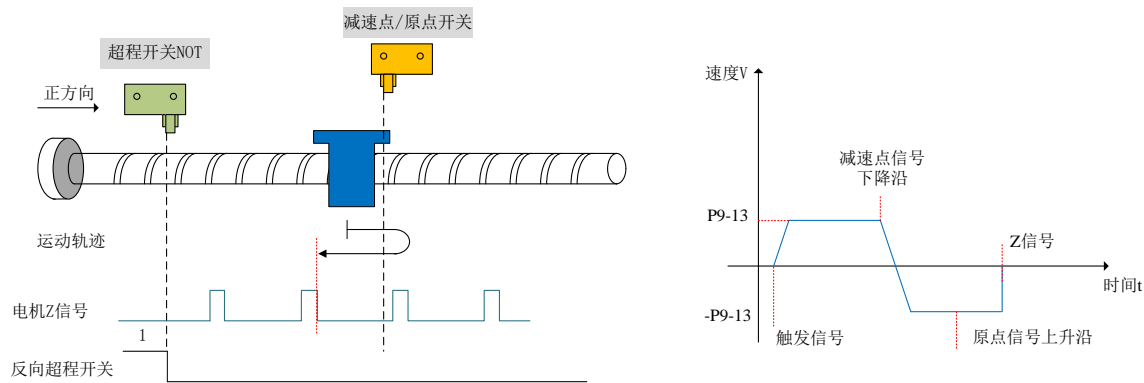 减速点/原点开关
超程开关NOT
正方向
运动轨迹
电机Z信号
1
反向超程开关
速度V
减速点信号
下降沿
P9-13
Z信号
时间t
-P9-13
触发信号
原点信号上升沿